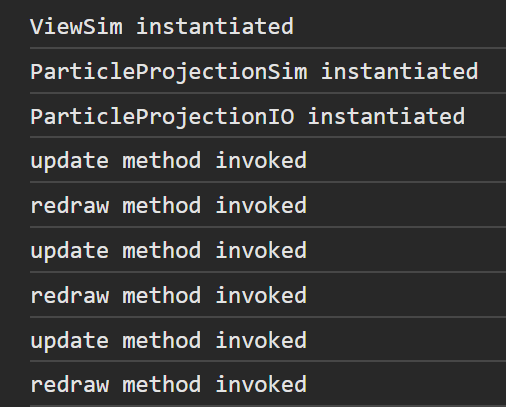 ViewSim instantiated
ParticleProjectionSim instantiated
ParticleProjectionIO instantiated
update method invoked
redraw method invoked
update method invoked
redraw method invoked
update method invoked
redraw method invoked